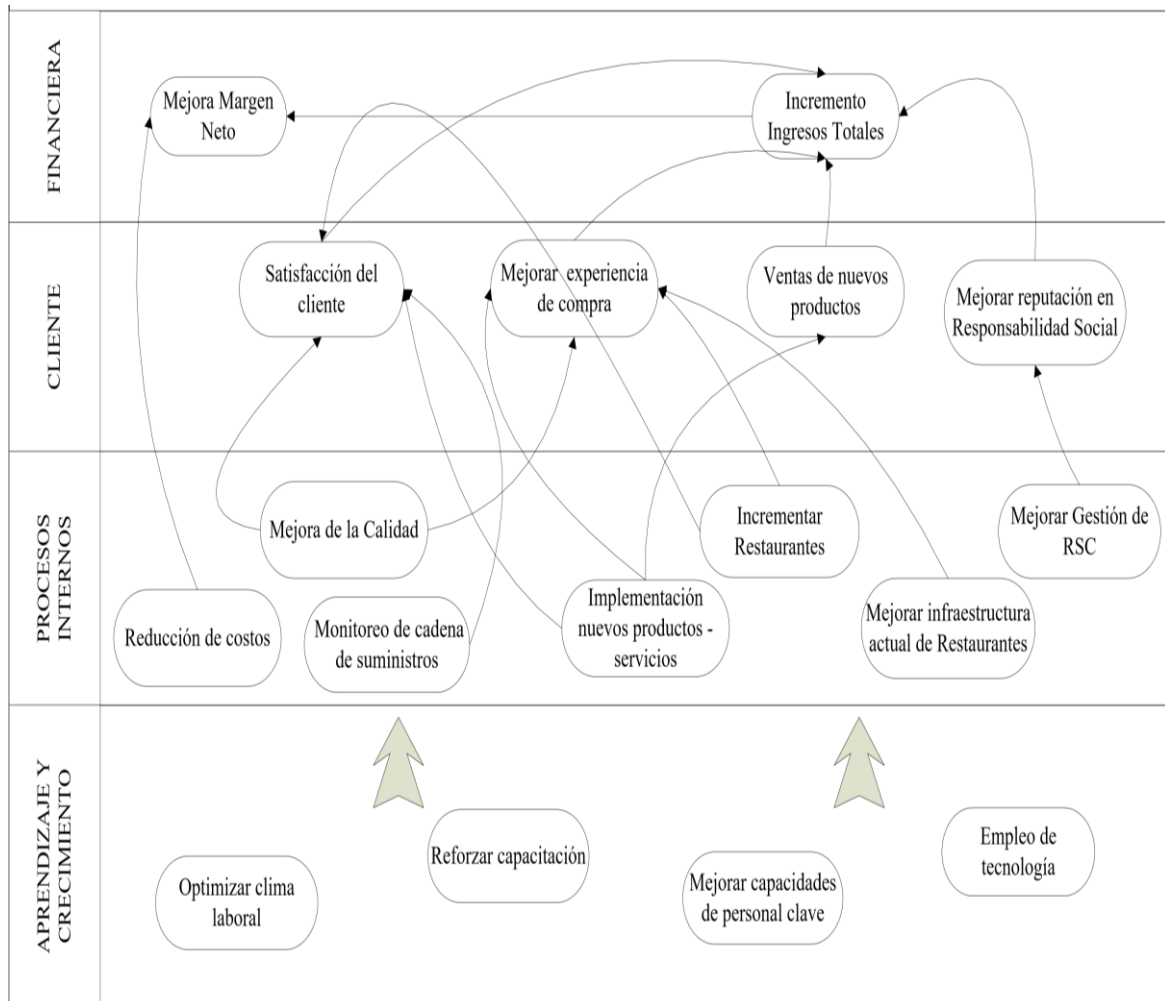 FINANCIERA
Mejora Margen
Neto
Incremento
Ingresos Totales
CLIENTE
Satisfacción del
cliente
Mejorar experiencia
de compra
Ventas de nuevos
productos
Mejorar reputación en
Responsabilidad Social
PROCESOS
INTERNOS
Mejora de la Calidad
Incrementar
Restaurantes
Mejorar Gestión de
RSC
Reducción de costos
Monitoreo de cadena
de suministros
Implementación
nuevos productos -
servicios
Mejorar infraestructura
actual de Restaurantes
APRENDIZAJE Y
CRECIMIENTO
Optimizar clima
laboral
Reforzar capacitación
Mejorar capacidades
de personal clave
Empleo de
tecnología